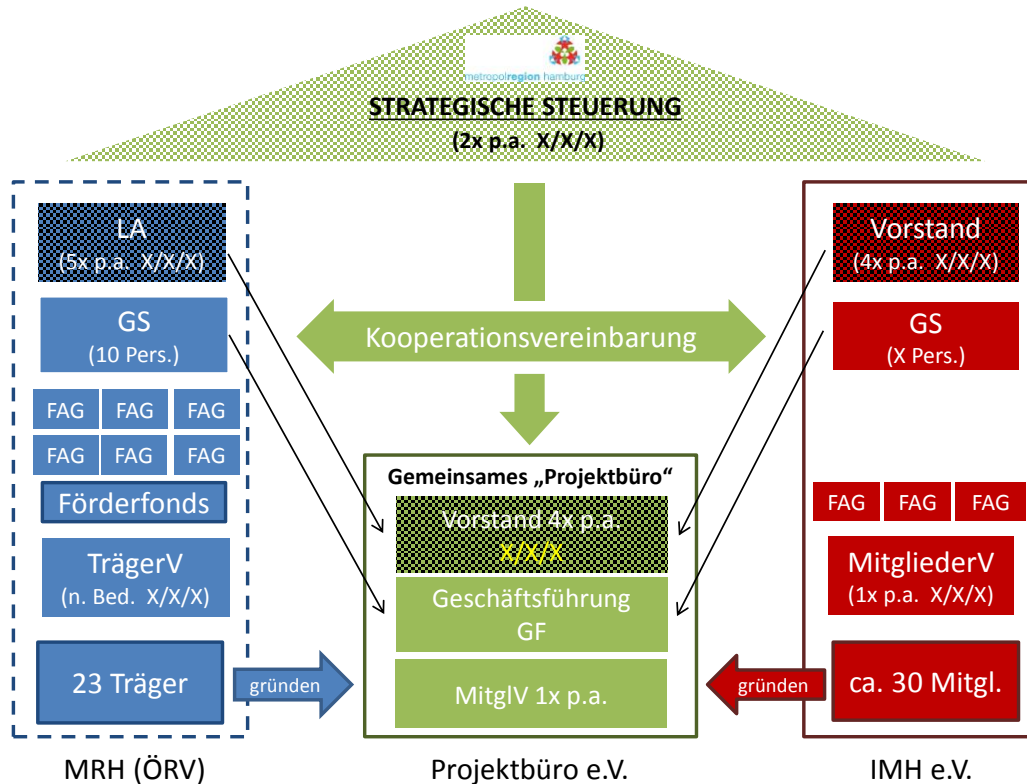 metropolregion hamburg
STRATEGISCHE STEUERUNG
(2x p.a. X/X/X)
LA
(5x p.a. X/X/X)
GS
(10 Pers.)
FAG FAG FAG
FAG FAG FAG
Förderfonds
TrägerV
(n. Bed. X/X/X)
23 Träger
gründen
MRH (ÖRV)
Kooperationsvereinbarung
Gemeinsames „Projektbüro“
Vorstand 4x p.a.
X/X/X
Geschäftsführung
GF
MitglV 1x p.a.
Projektbüro e.V.
Vorstand
(4x p.a. X/X/X)
GS
(X Pers.)
FAG FAG FAG
MitgliederV
(1x p.a. X/X/X)
gründen
ca. 30 Mitgl.
IMH e.V.